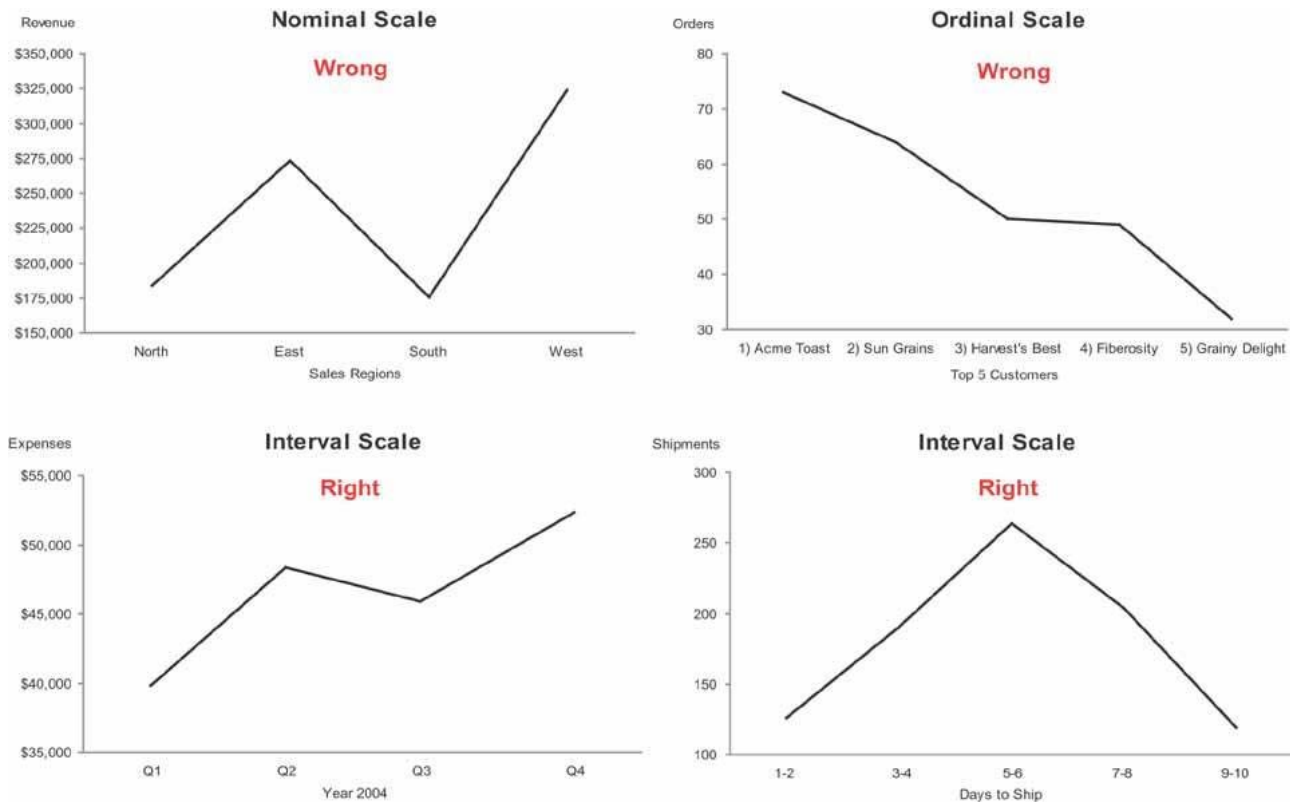 Nominal Scale
Revenue
Wrong
$350,000
$325,000
$300,000
$275,000
$250,000
$225,000
$200,000
$175,000
$150,000
North East South West
Sales Regions
Ordinal Scale
Orders
Wrong
80
70
60
50
40
30
1) Acme Toast 2) Sun Grains 3) Harvest's Best 4) Fiberosity 5) Grainy Delight
Top 5 Customers
Interval Scale
Expenses
Right
$55,000
$50,000
$45,000
$40,000
$35,000
Q1 Q2 Q3 Q4
Year 2004
Interval Scale
Shipments
Right
300
250
200
150
100
1-2 3-4 5-6 7-8 9-10
Days to Ship